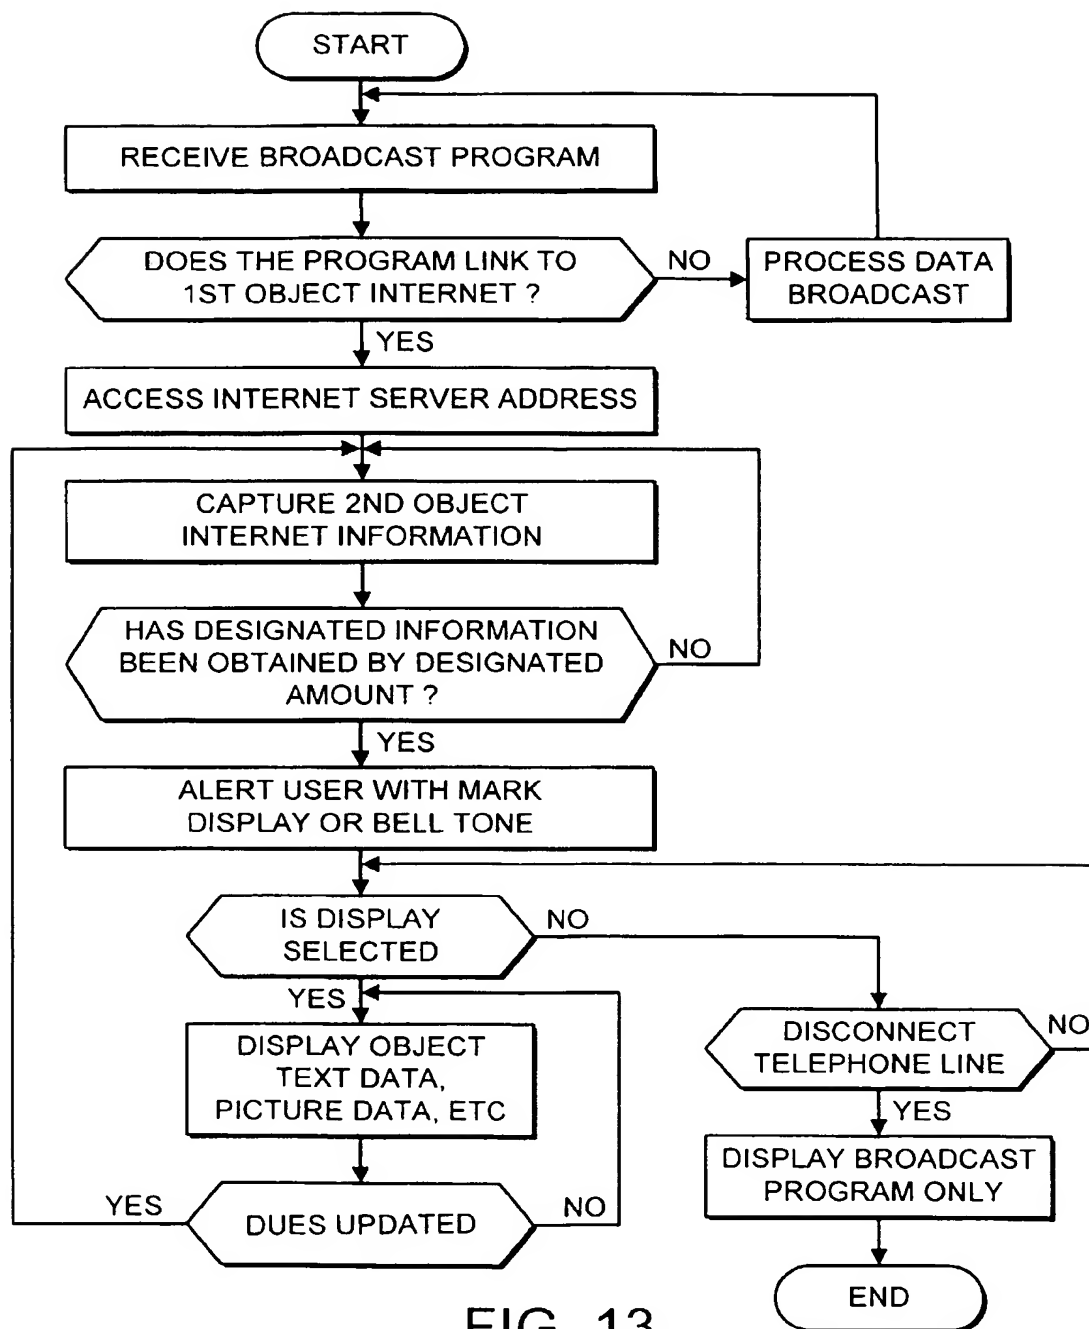 START
RECEIVE BROADCAST PROGRAM
DOES THE PROGRAM LINK TO
1ST OBJECT INTERNET ?
NO
PROCESS DATA
BROADCAST
YES
ACCESS INTERNET SERVER ADDRESS
CAPTURE 2ND OBJECT
INTERNET INFORMATION
HAS DESIGNATED INFORMATION
BEEN OBTAINED BY DESIGNATED
AMOUNT ?
NO
YES
ALERT USER WITH MARK
DISPLAY OR BELL TONE
IS DISPLAY
SELECTED
NO
YES
DISPLAY OBJECT
TEXT DATA,
PICTURE DATA, ETC
DISCONNECT
TELEPHONE LINE
NO
YES
DISPLAY BROADCAST
PROGRAM ONLY
YES
DUES UPDATED
NO
END
FIG. 13